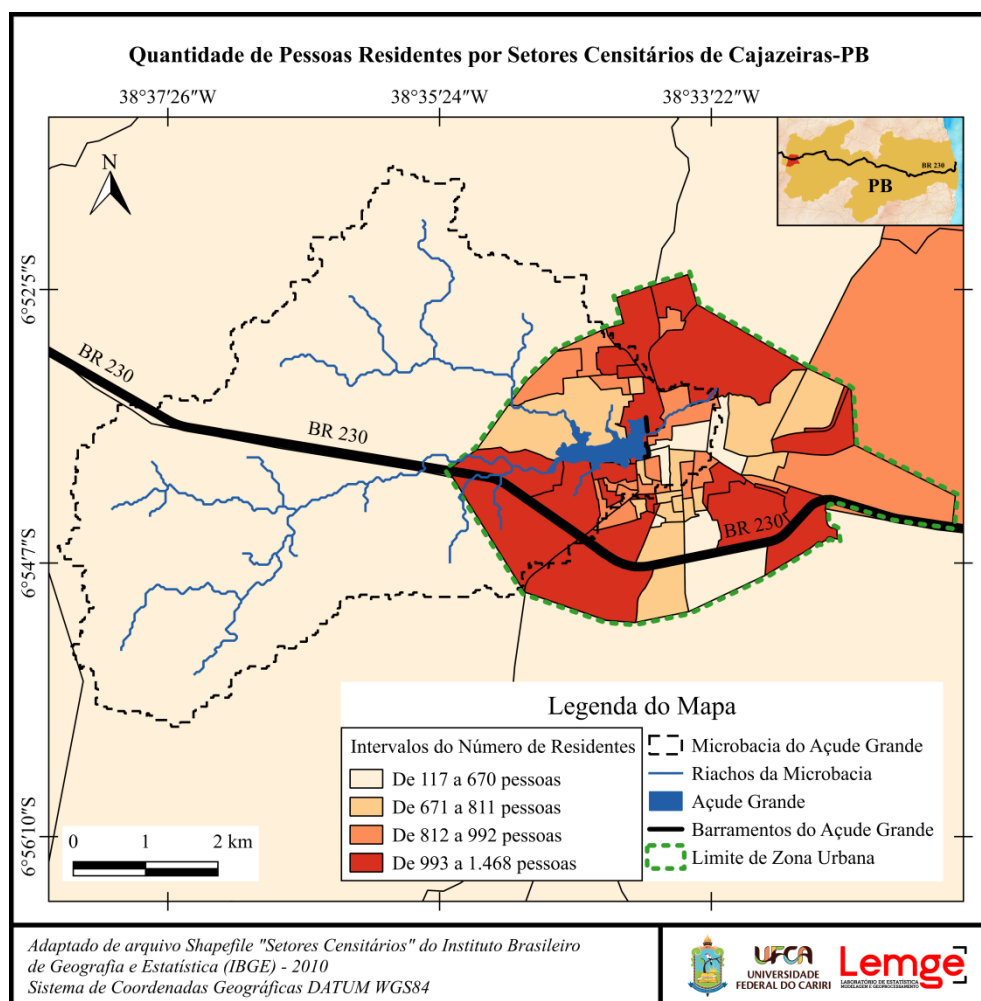 Quantidade de Pessoas Residentes por Setores Censitários de Cajazeiras-PB
38°37'26"W
38°35'24"W
38°33'22"W
N
BR 230
PB
6°52'5"S
BR 230
BR 230
BR 230
6°54'7"S
6°56'10"S
0 1 2 km
Legenda do Mapa
Intervalos do Número de Residentes
De 117 a 670 pessoas
De 671 a 811 pessoas
De 812 a 992 pessoas
De 993 a 1.468 pessoas
Microbacia do Açude Grande
Riachos da Microbacia
Açude Grande
Barramentos do Açude Grande
Limite de Zona Urbana
Adaptado de arquivo Shapefile "Setores Censitários" do Instituto Brasileiro
de Geografia e Estatística (IBGE) - 2010
Sistema de Coordenadas Geográficas DATUM WGS84
UFCA
UNIVERSIDADE
FEDERAL DO CARIRI
Lemge
LABORATÓRIO DE ESTATÍSTICA
MODELAGEM E GEOPROCESSAMENTO